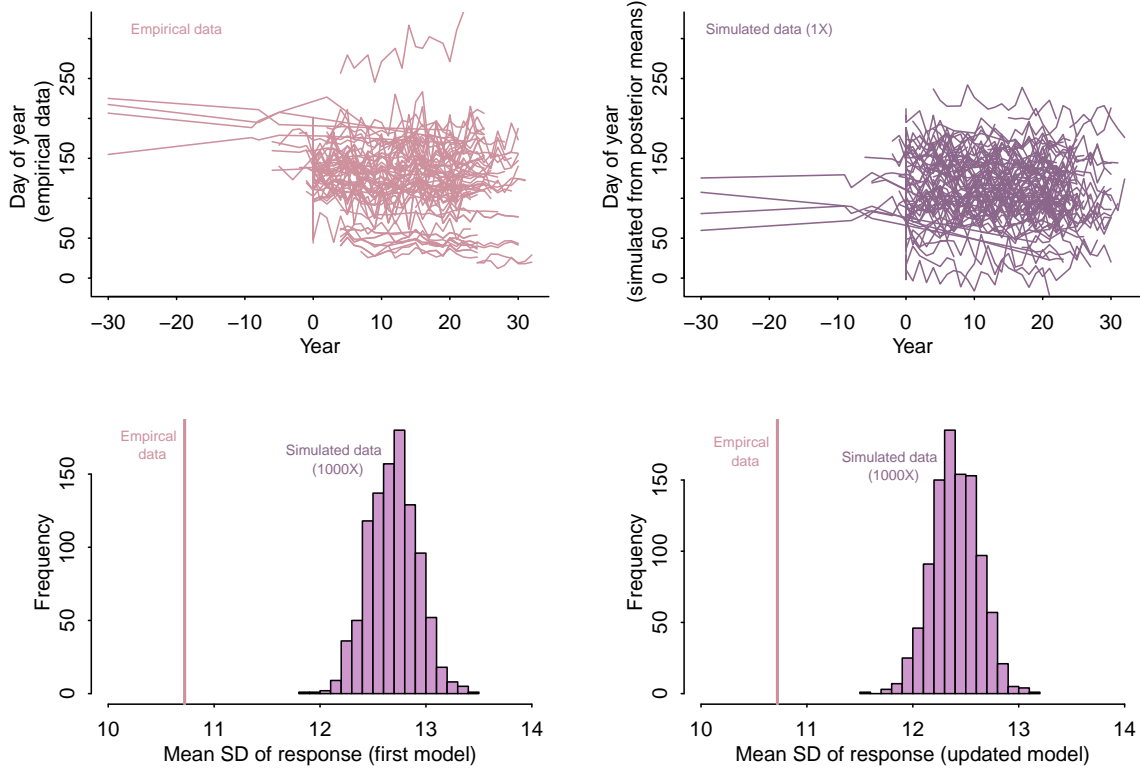 Empirical data
Day of year
(empirical data)
250
150
50
0
−30
−20
−10
0
10
20
30
Year
Simulated data (1X)
Day of year
(simulated from posterior means)
250
150
50
0
−30
−20
−10
0
10
20
30
Year
Empircal
data
Simulated data
(1000X)
Frequency
150
100
50
0
10
11
12
13
14
Mean SD of response (first model)
Empircal
data
Simulated data
(1000X)
Frequency
150
100
50
0
10
11
12
13
14
Mean SD of response (updated model)